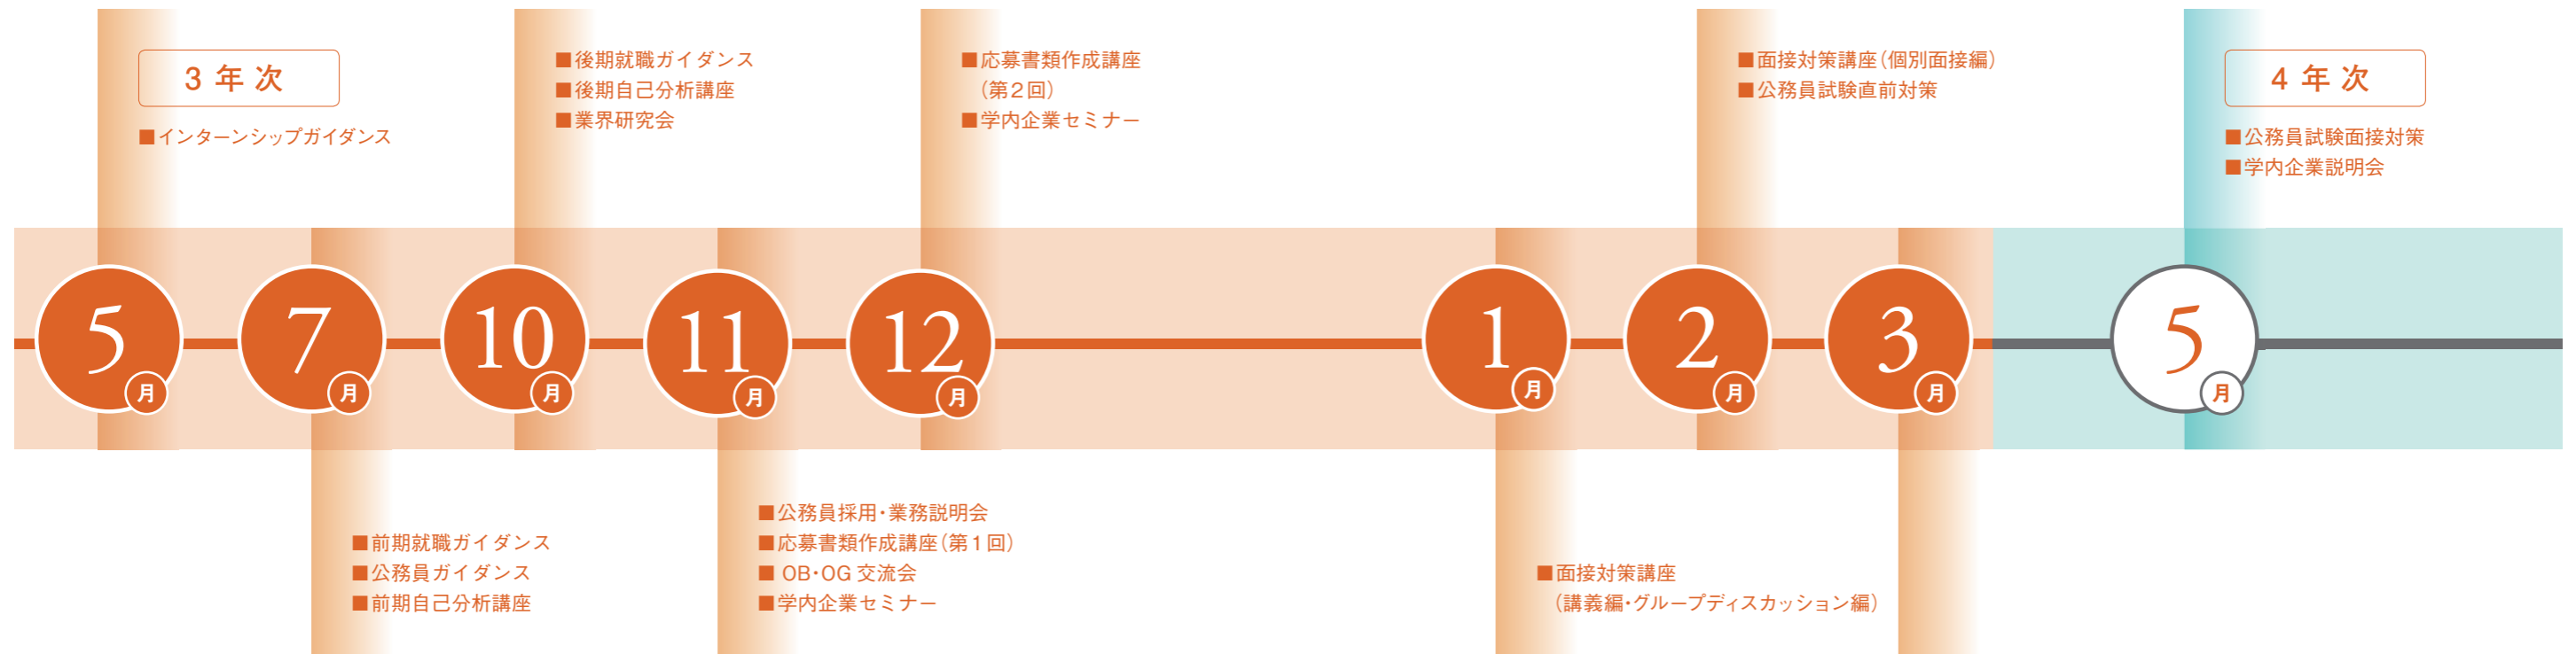 3年次
■インターンシップガイダンス
■後期就職ガイダンス
■後期自己分析講座
■業界研究会
■応募書類作成講座
（第2回）
■学内企業セミナー
■面接対策講座（個別面接編）
■公務員試験直前対策
4年次
■公務員試験面接対策
■学内企業説明会
5月
7月
10月
11月
12月
1月
2月
3月
5月
■前期就職ガイダンス
■公務員ガイダンス
■前期自己分析講座
■公務員採用・業務説明会
■応募書類作成講座（第1回）
■OB・OG 交流会
■学内企業セミナー
■面接対策講座
（講義編・グループディスカッション編）